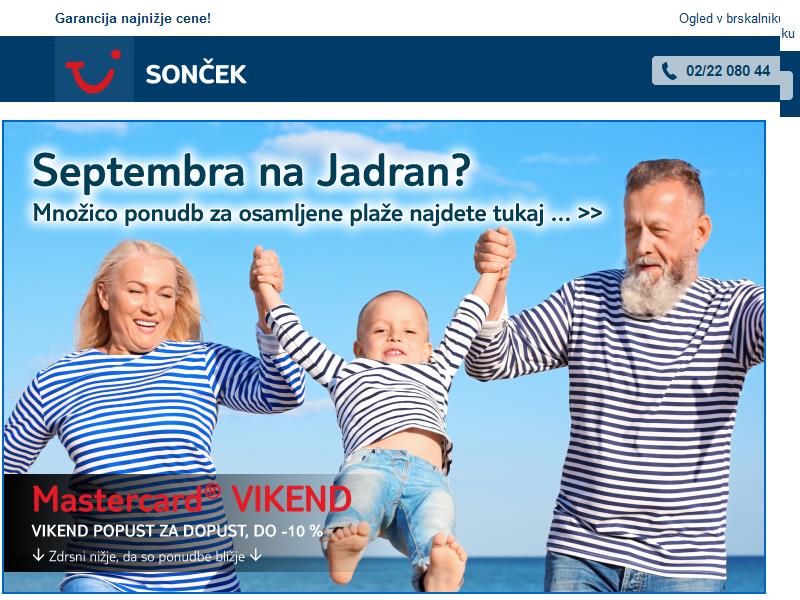 Garancija najnižje cene!
Ogled v brskalniku
ku
SONČEK
02/22 080 44
Septembra na Jadran?
Množico ponudb za osamljene plaže najdete tukaj ... >>
Mastercard® VIKEND
VIKEND POPUST ZA DOPUST, DO -10 %
↓ Zdrsni nižje, da so ponudbe bližje ↓